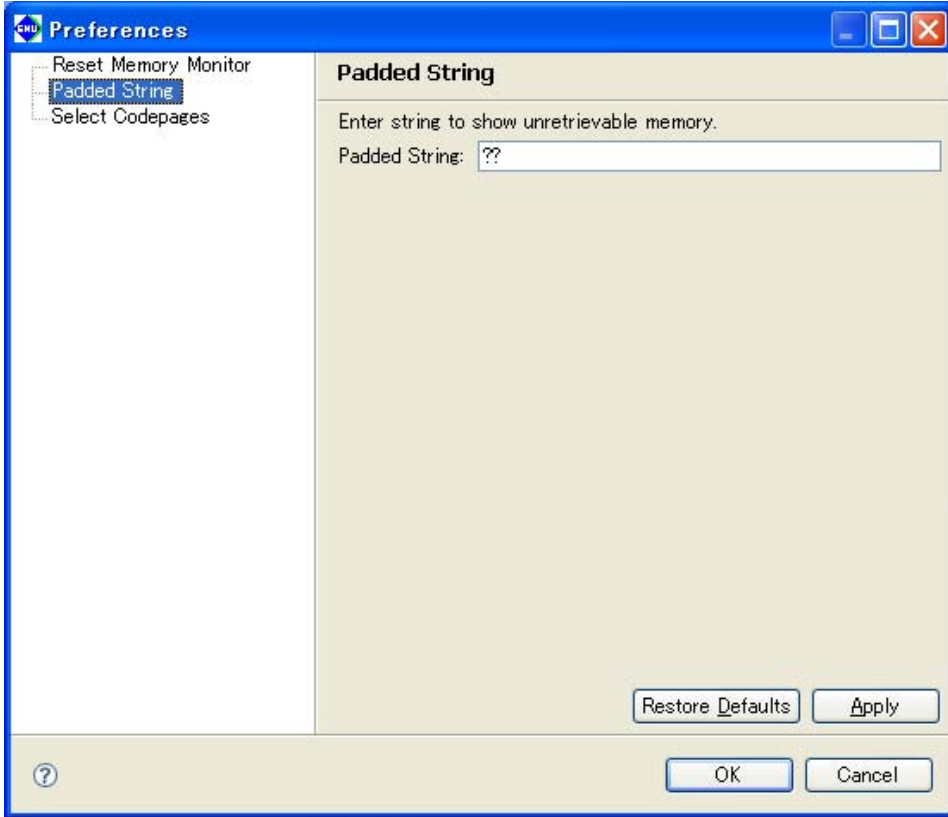 EMU Preferences
Reset Memory Monitor
Padded String
Select Codepages
Padded String
Enter string to show unretrievable memory.
Padded String: ??
Restore Defaults Apply
? OK Cancel